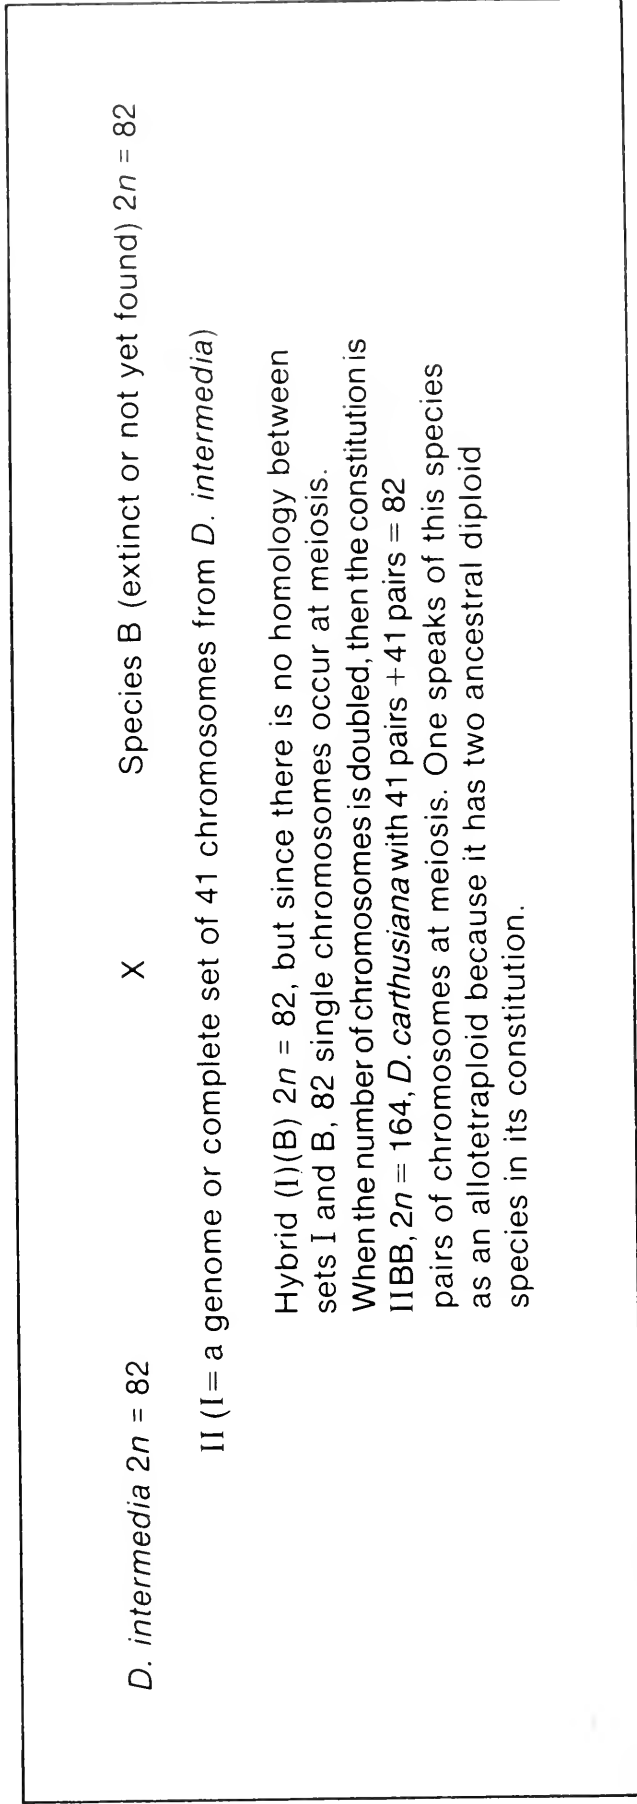 D. intermedia 2n = 82 X Species B (extinct or not yet found) 2n = 82
II (I = a genome or complete set of 41 chromosomes from D. intermedia)
Hybrid (I)(B) 2n = 82, but since there is no homology between
sets I and B, 82 single chromosomes occur at meiosis.
When the number of chromosomes is doubled, then the constitution is
IIBB, 2n = 164, D. carthusiana with 41 pairs + 41 pairs = 82
pairs of chromosomes at meiosis. One speaks of this species
as an allotetraploid because it has two ancestral diploid
species in its constitution.